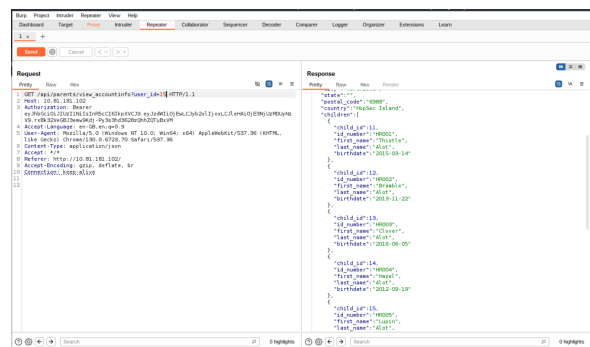 Burp Project Intruder Repeater View Help
Dashboard Target Proxy Intruder Repeater Collaborator Sequencer Decoder Comparer Logger Organizer Extensions Learn
1 × +
Send Cancel < >
Request
Pretty Raw Hex
1 GET /api/parents/view_accountinfo?user_id=15 HTTP/1.1
2 Host: 10.81.181.102
3 Authorization: Bearer
4 Accept-Language: en-GB,en;q=0.9
5 User-Agent: Mozilla/5.0 (Windows NT 10.0; Win64; x64) AppleWebKit/537.36 (KHTML,
like Gecko) Chrome/138.0.6723.70 Safari/537.36
6 Content-Type: application/json
7 Accept: */*
8 Referer: http://10.81.181.102/
9 Accept-Encoding: gzip, deflate, br
10 Connection: keep-alive
11
12
Search 0 highlights
Response
Pretty Raw Hex Render
"state":"",
"postal_code":"6988",
"country":"HopSec Island",
"children":[
{
"child_id":11,
"id_number":"HR001",
"first_name":"Thistle",
"last_name":"Alot",
"birthdate":"2015-03-14"
},
{
"child_id":12,
"id_number":"HR002",
"first_name":"Bramble",
"last_name":"Alot",
"birthdate":"2013-11-22"
},
{
"child_id":13,
"id_number":"HR003",
"first_name":"Clover",
"last_name":"Alot",
"birthdate":"2016-06-05"
},
{
"child_id":14,
"id_number":"HR004",
"first_name":"Hazel",
"last_name":"Alot",
"birthdate":"2012-09-19"
},
{
"child_id":15,
"id_number":"HR005",
"first_name":"Lupin",
"last_name":"Alot",
Search 0 highlights